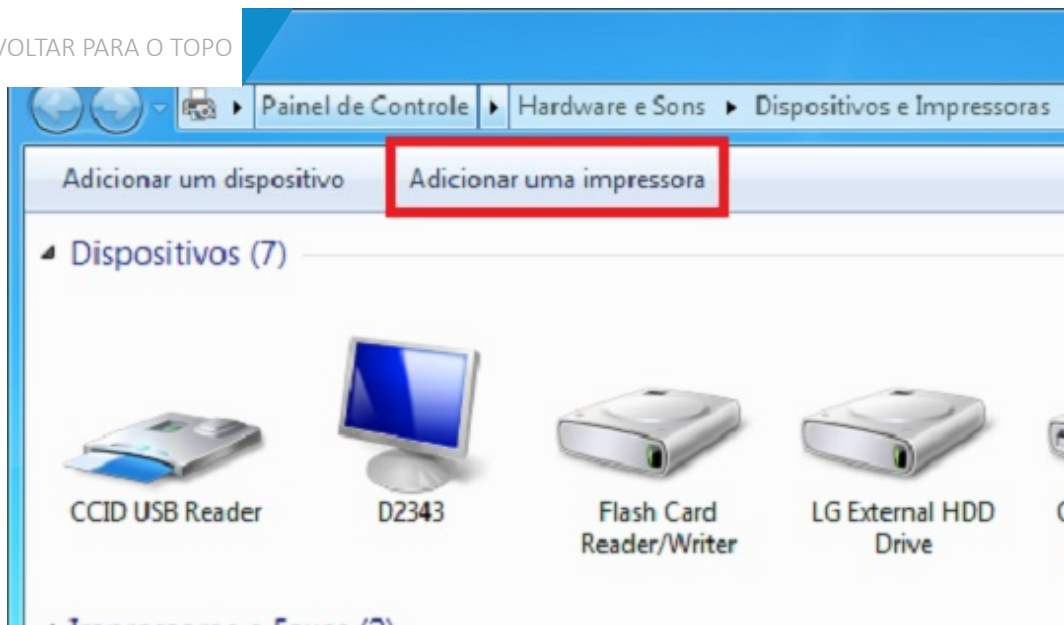 VOLTAR PARA O TOPO
Painel de Controle Hardware e Sons Dispositivos e Impressoras
Adicionar um dispositivo Adicionar uma impressora
Dispositivos (7)
CCID USB Reader D2343 Flash Card LG External HDD
Reader/Writer Drive